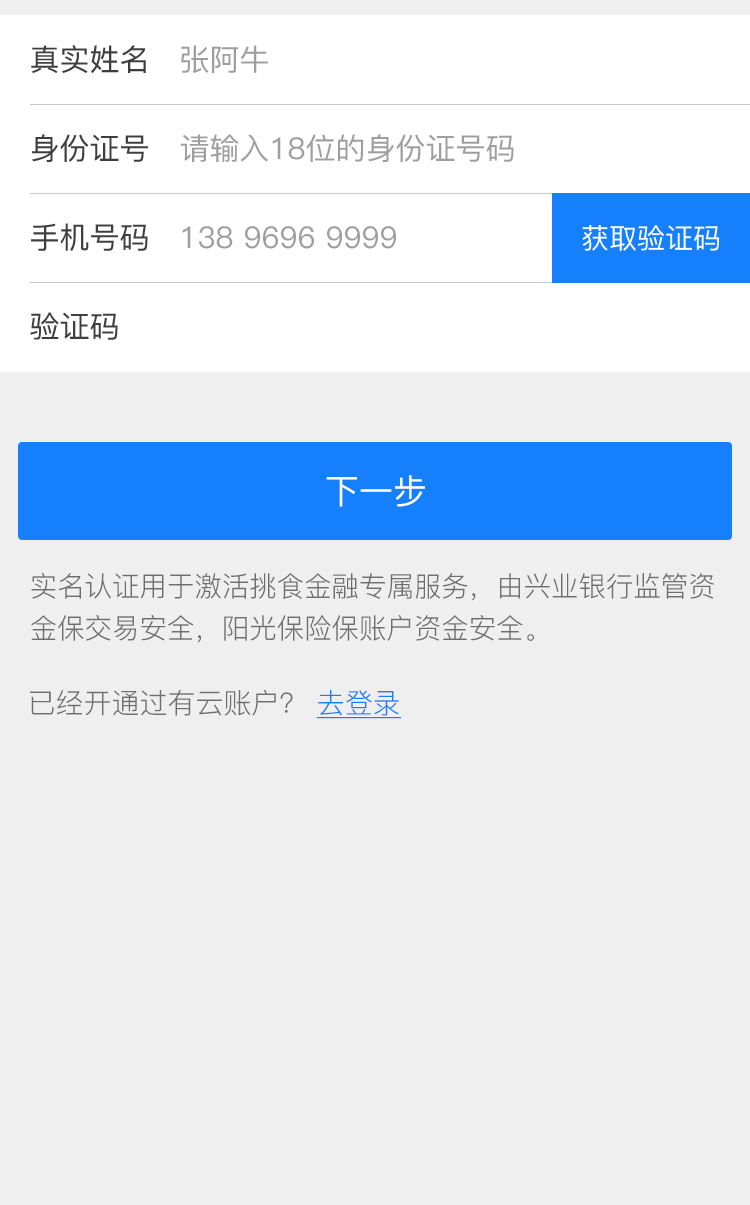 真实姓名 张阿牛
身份证号 请输入18位的身份证号码
手机号码 138 9696 9999 获取验证码
验证码
下一步
实名认证用于激活挑食金融专属服务，由兴业银行监管资
金保交易安全，阳光保险保账户资金安全。
已经开通过有云账户？ 去登录